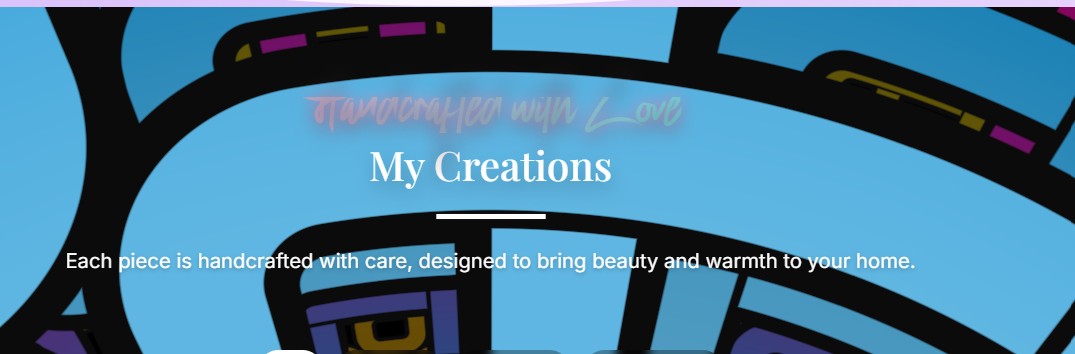 Handcrafted with Love
My Creations
Each piece is handcrafted with care, designed to bring beauty and warmth to your home.